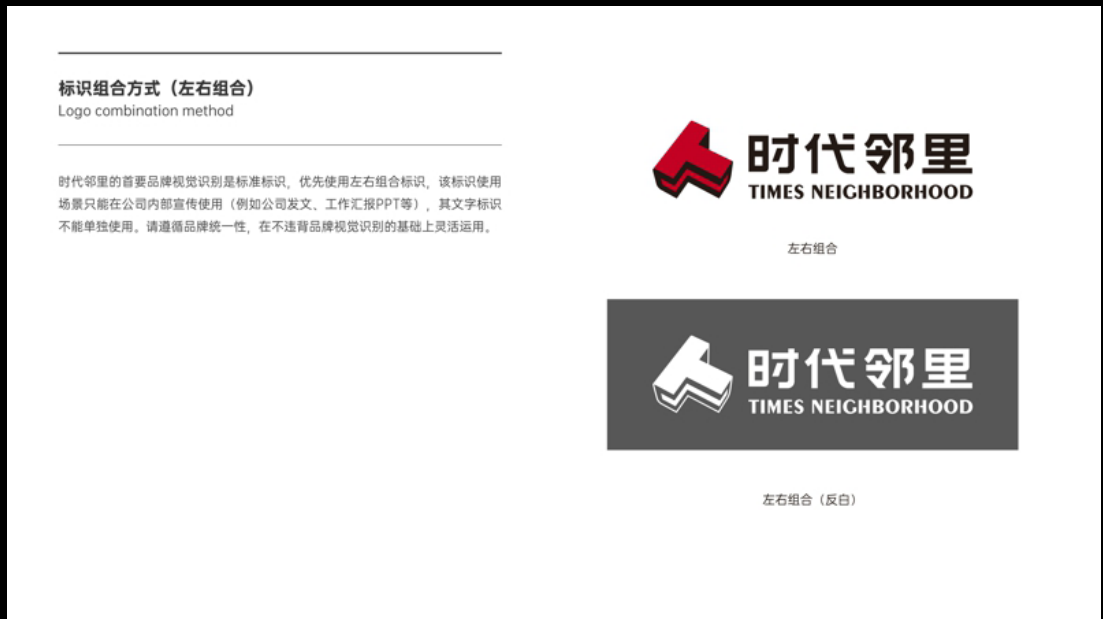 标识组合方式（左右组合）
Logo combination method
时代邻里的首要品牌视觉识别是标准标识，优先使用左右组合标识，该标识使用
场景只能在公司内部宣传使用（例如公司发文、工作汇报PPT等），其文字标识
不能单独使用。请遵循品牌统一性，在不违背品牌视觉识别的基础上灵活运用。
时代邻里
TIMES NEIGHBORHOOD
左右组合
时代邻里
TIMES NEIGHBORHOOD
左右组合（反白）